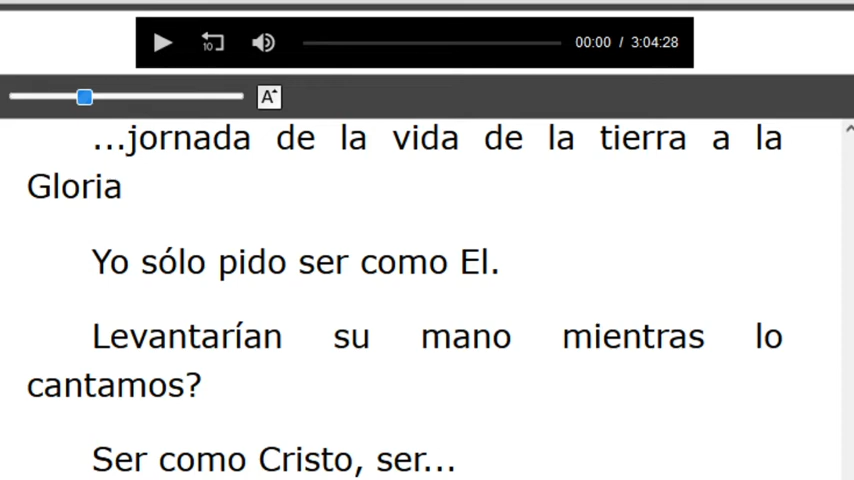 10
00:00 / 3:04:28
A
...jornada de la vida de la tierra a la
Gloria
Yo sólo pido ser como El.
Levantarían su mano mientras lo
cantamos?
Ser como Cristo, ser...